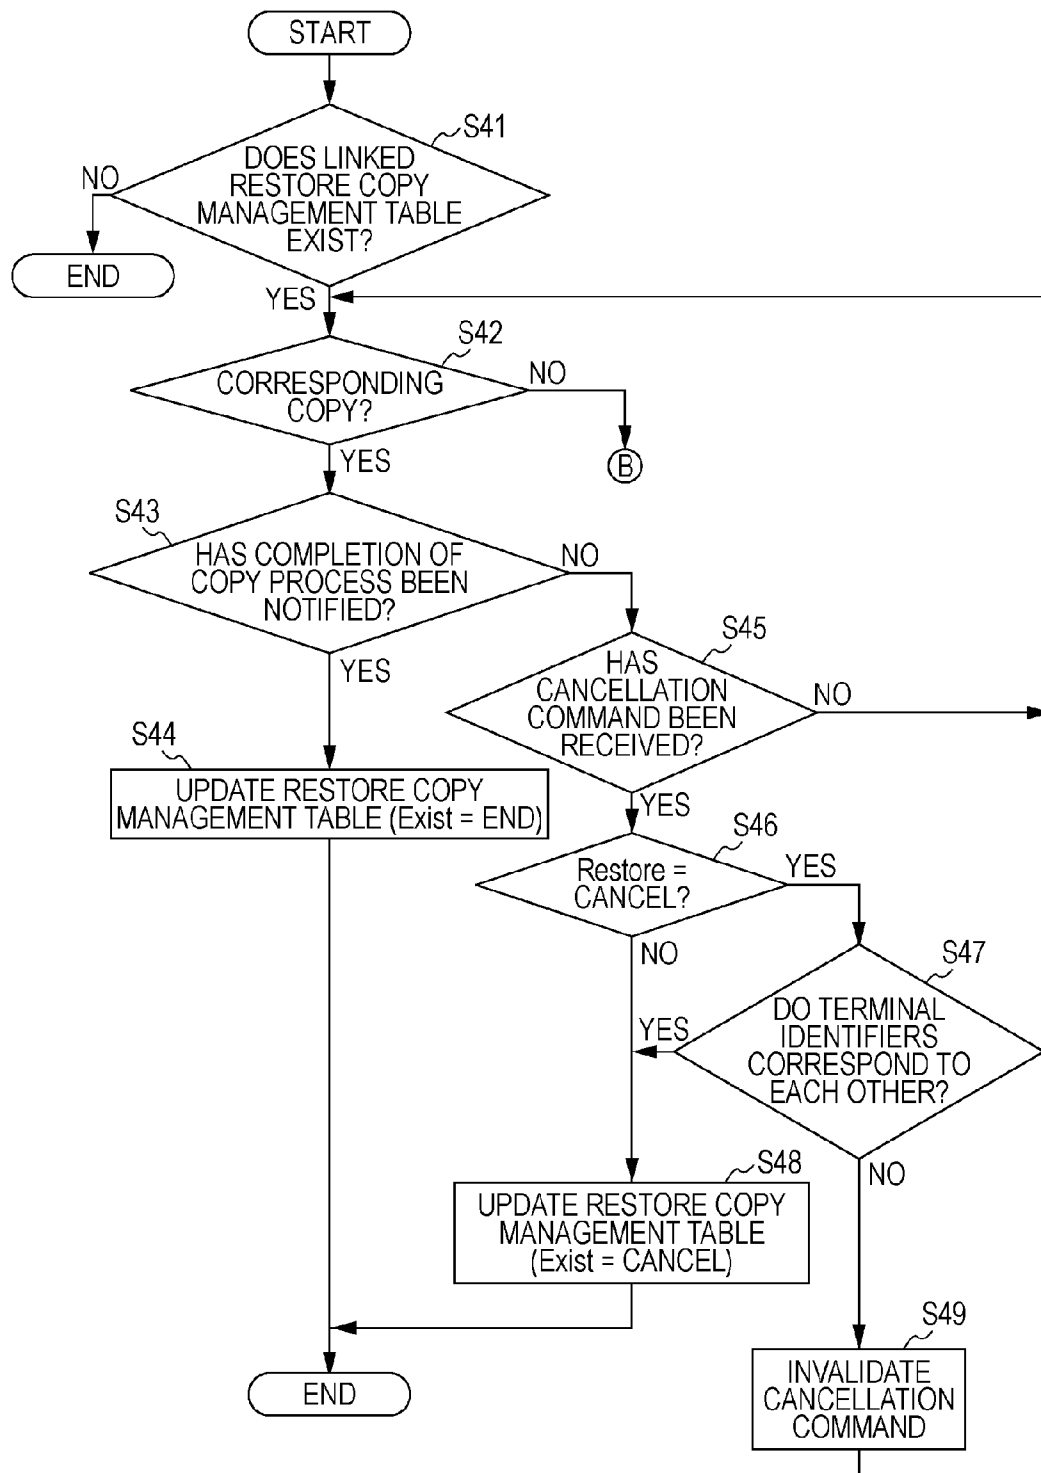 START
S41
DOES LINKED
RESTORE COPY
MANAGEMENT TABLE
EXIST?
NO
END
YES
S42
CORRESPONDING
COPY?
NO
B
YES
S43
HAS COMPLETION OF
COPY PROCESS BEEN
NOTIFIED?
NO
YES
S45
HAS
CANCELLATION
COMMAND BEEN
RECEIVED?
NO
YES
S44
UPDATE RESTORE COPY
MANAGEMENT TABLE (Exist = END)
S46
Restore =
CANCEL?
YES
NO
S47
DO TERMINAL
IDENTIFIERS
CORRESPOND TO
EACH OTHER?
YES
NO
S48
UPDATE RESTORE COPY
MANAGEMENT TABLE
(Exist = CANCEL)
S49
INVALIDATE
CANCELLATION
COMMAND
END